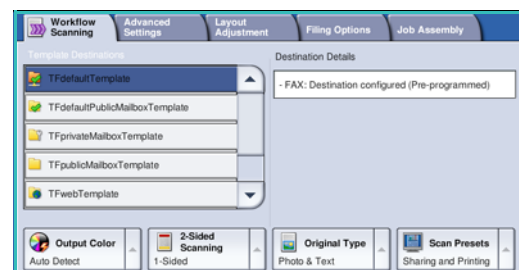 Workflow Scanning
Advanced Settings
Layout Adjustment
Filing Options
Job Assembly
Template Destinations
Destination Details
TFdefaultTemplate
- FAX: Destination configured (Pre-programmed)
TFdefaultPublicMailboxTemplate
TFprivateMailboxTemplate
TFpublicMailboxTemplate
TFwebTemplate
Output Color
Auto Detect
2-Sided Scanning
1-Sided
Original Type
Photo & Text
Scan Presets
Sharing and Printing